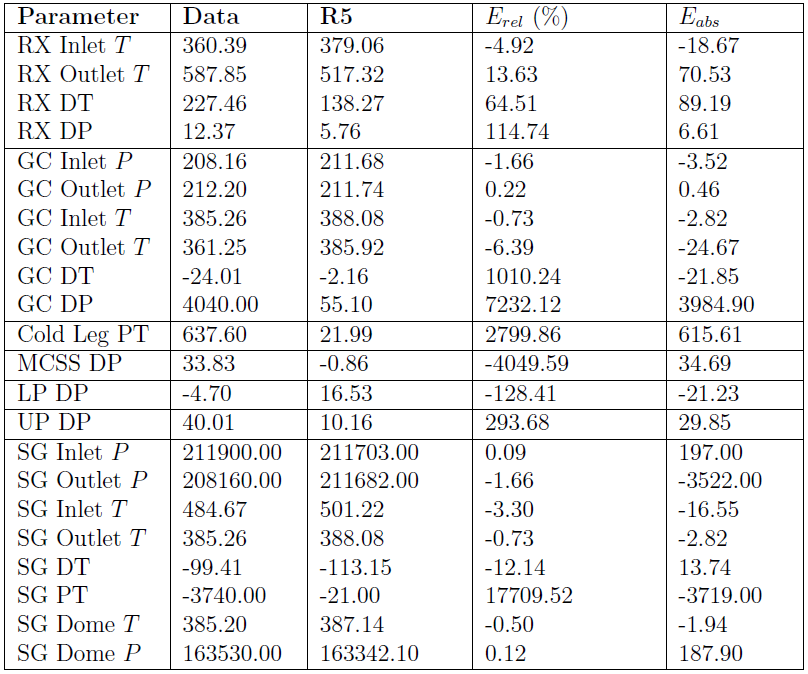 Parameter Data R5 E_rel (%) E_abs
RX Inlet T 360.39 379.06 -4.92 -18.67
RX Outlet T 587.85 517.32 13.63 70.53
RX DT 227.46 138.27 64.51 89.19
RX DP 12.37 5.76 114.74 6.61
GC Inlet P 208.16 211.68 -1.66 -3.52
GC Outlet P 212.20 211.74 0.22 0.46
GC Inlet T 385.26 388.08 -0.73 -2.82
GC Outlet T 361.25 385.92 -6.39 -24.67
GC DT -24.01 -2.16 1010.24 -21.85
GC DP 4040.00 55.10 7232.12 3984.90
Cold Leg PT 637.60 21.99 2799.86 615.61
MCSS DP 33.83 -0.86 -4049.59 34.69
LP DP -4.70 16.53 -128.41 -21.23
UP DP 40.01 10.16 293.68 29.85
SG Inlet P 211900.00 211703.00 0.09 197.00
SG Outlet P 208160.00 211682.00 -1.66 -3522.00
SG Inlet T 484.67 501.22 -3.30 -16.55
SG Outlet T 385.26 388.08 -0.73 -2.82
SG DT -99.41 -113.15 -12.14 13.74
SG PT -3740.00 -21.00 17709.52 -3719.00
SG Dome T 385.20 387.14 -0.50 -1.94
SG Dome P 163530.00 163342.10 0.12 187.90